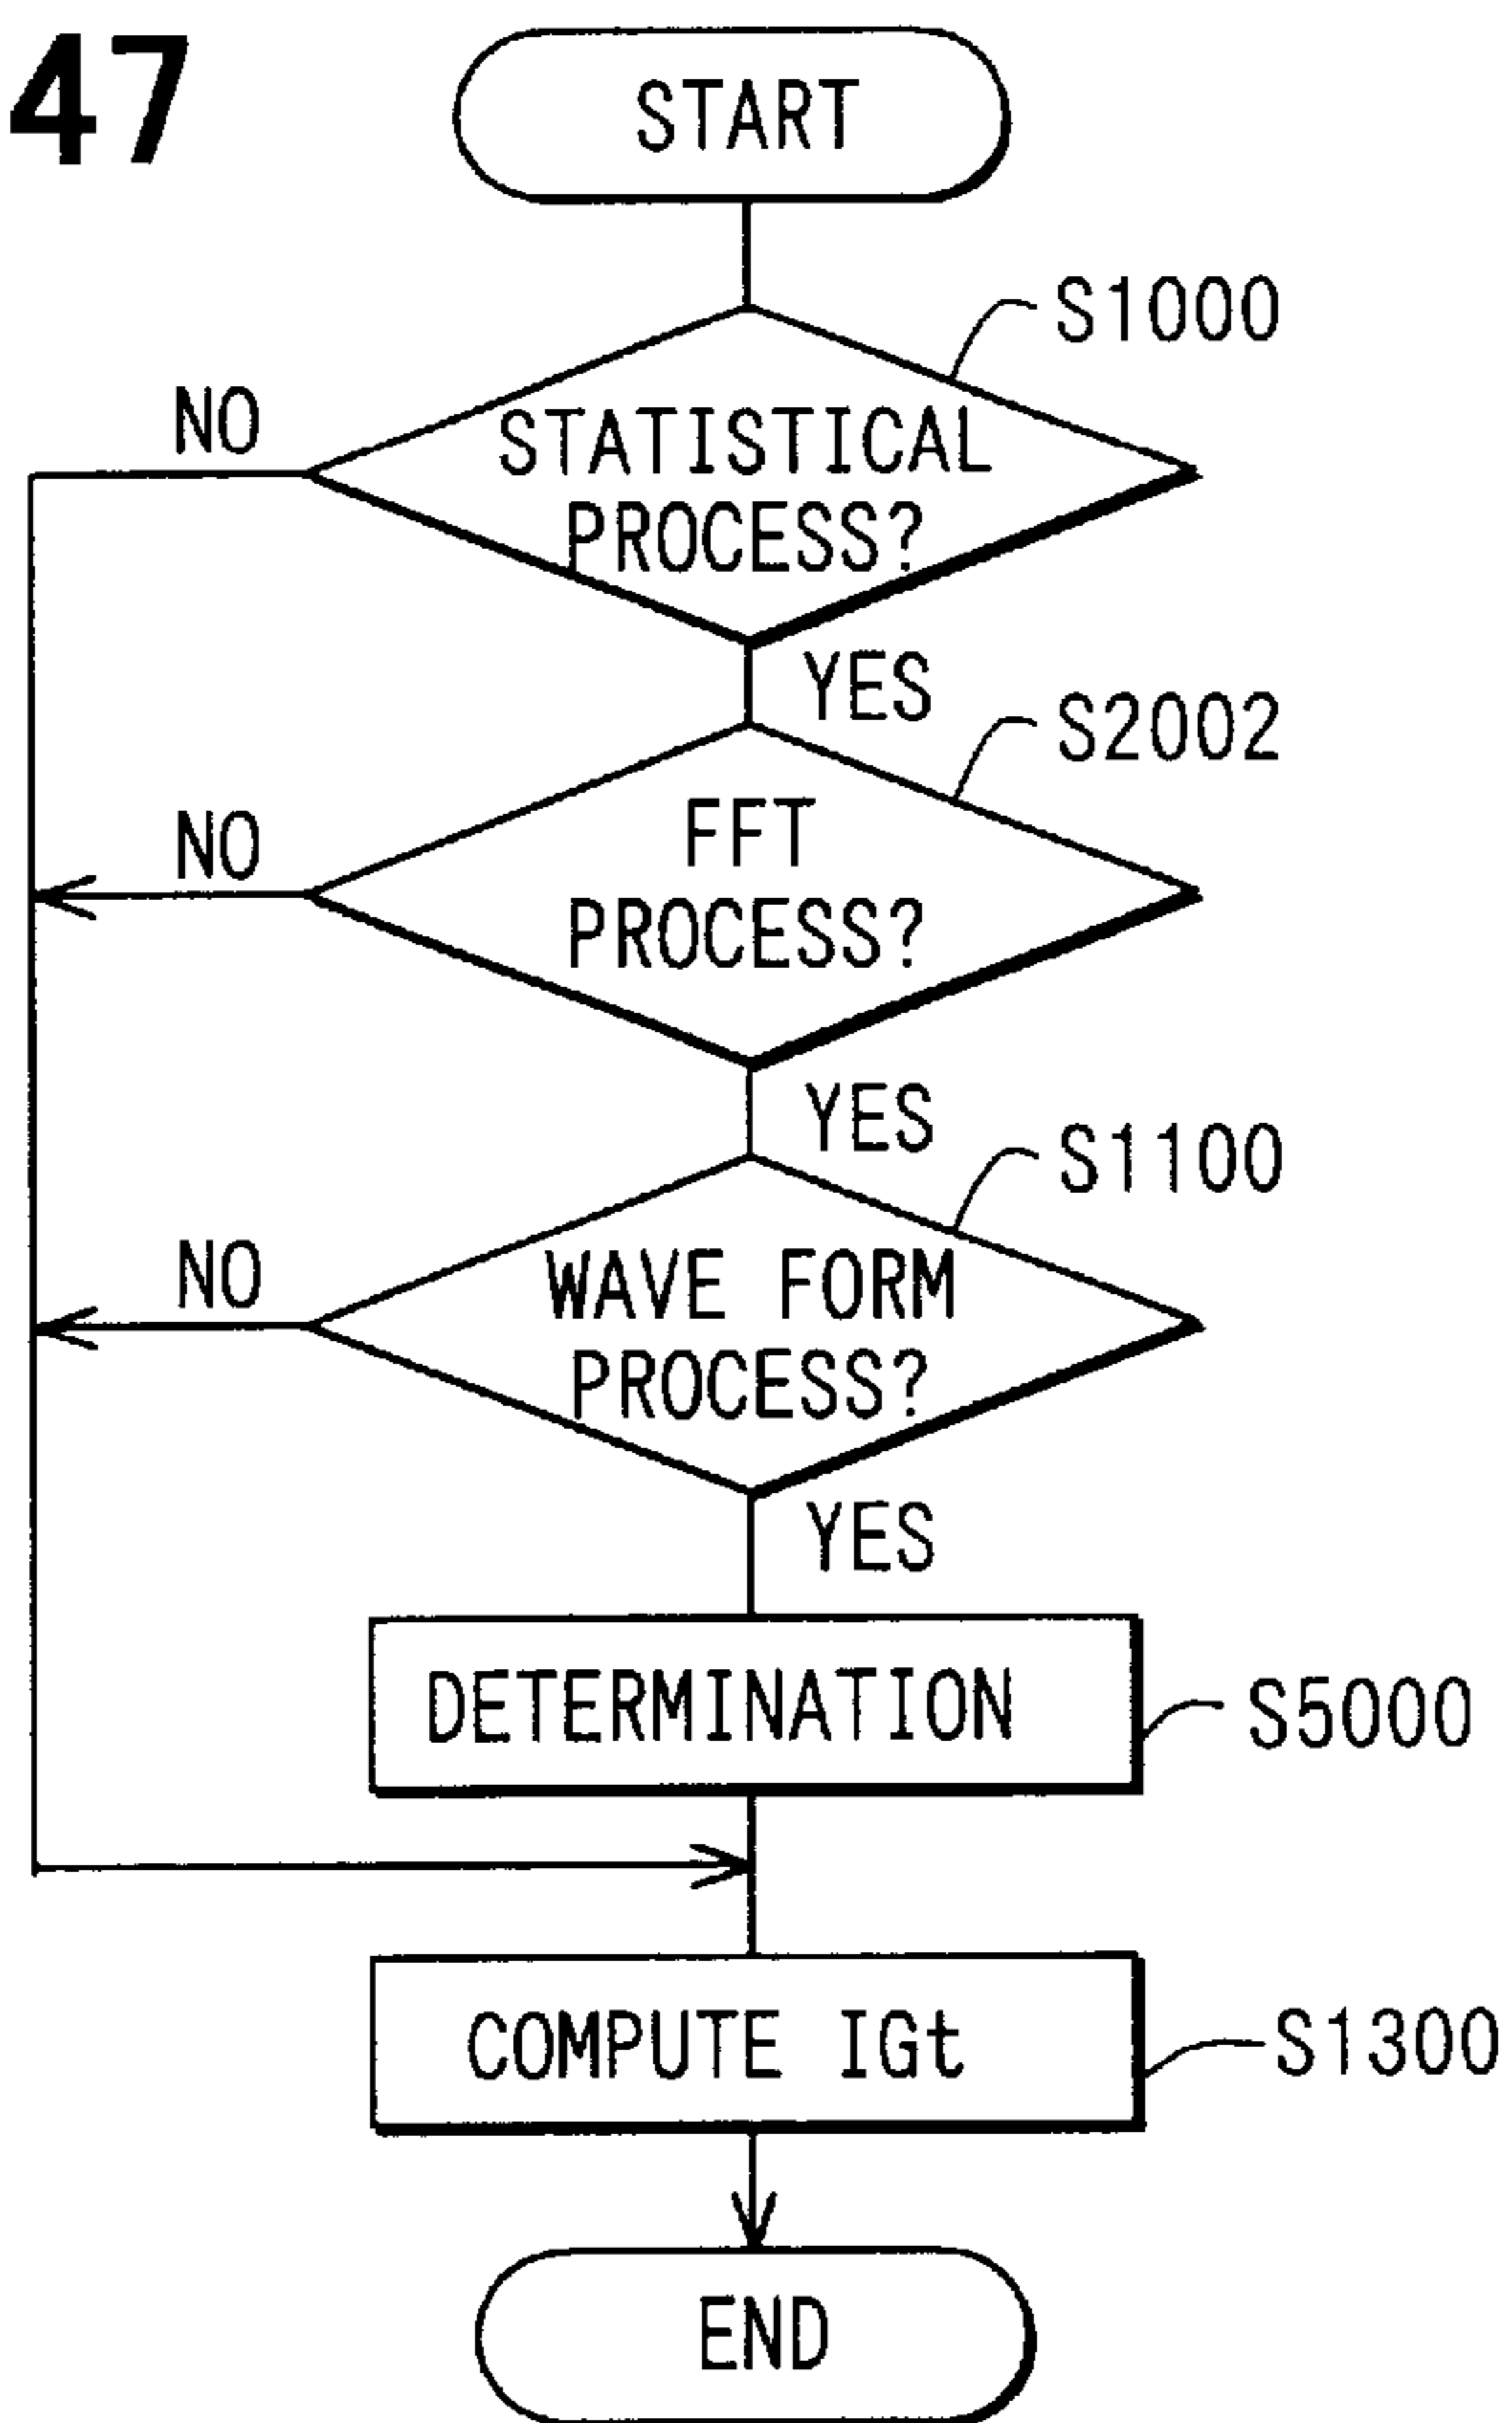 47
START
S1000
NO
STATISTICAL
PROCESS?
YES
S2002
NO
FFT
PROCESS?
YES
S1100
NO
WAVE FORM
PROCESS?
YES
DETERMINATION
S5000
COMPUTE IGt
S1300
END